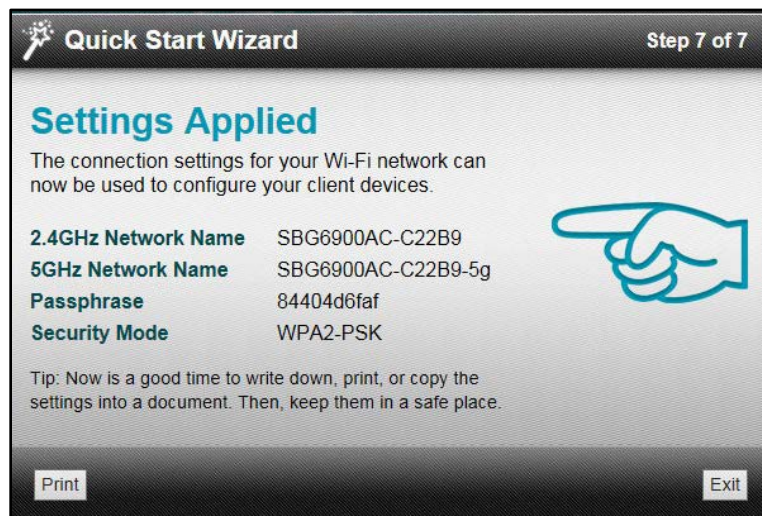 Quick Start Wizard Step 7 of 7
Settings Applied
The connection settings for your Wi-Fi network can
now be used to configure your client devices.
2.4GHz Network Name SBG6900AC-C22B9
5GHz Network Name SBG6900AC-C22B9-5g
Passphrase 84404d6faf
Security Mode WPA2-PSK
Tip: Now is a good time to write down, print, or copy the
settings into a document. Then, keep them in a safe place.
Print Exit